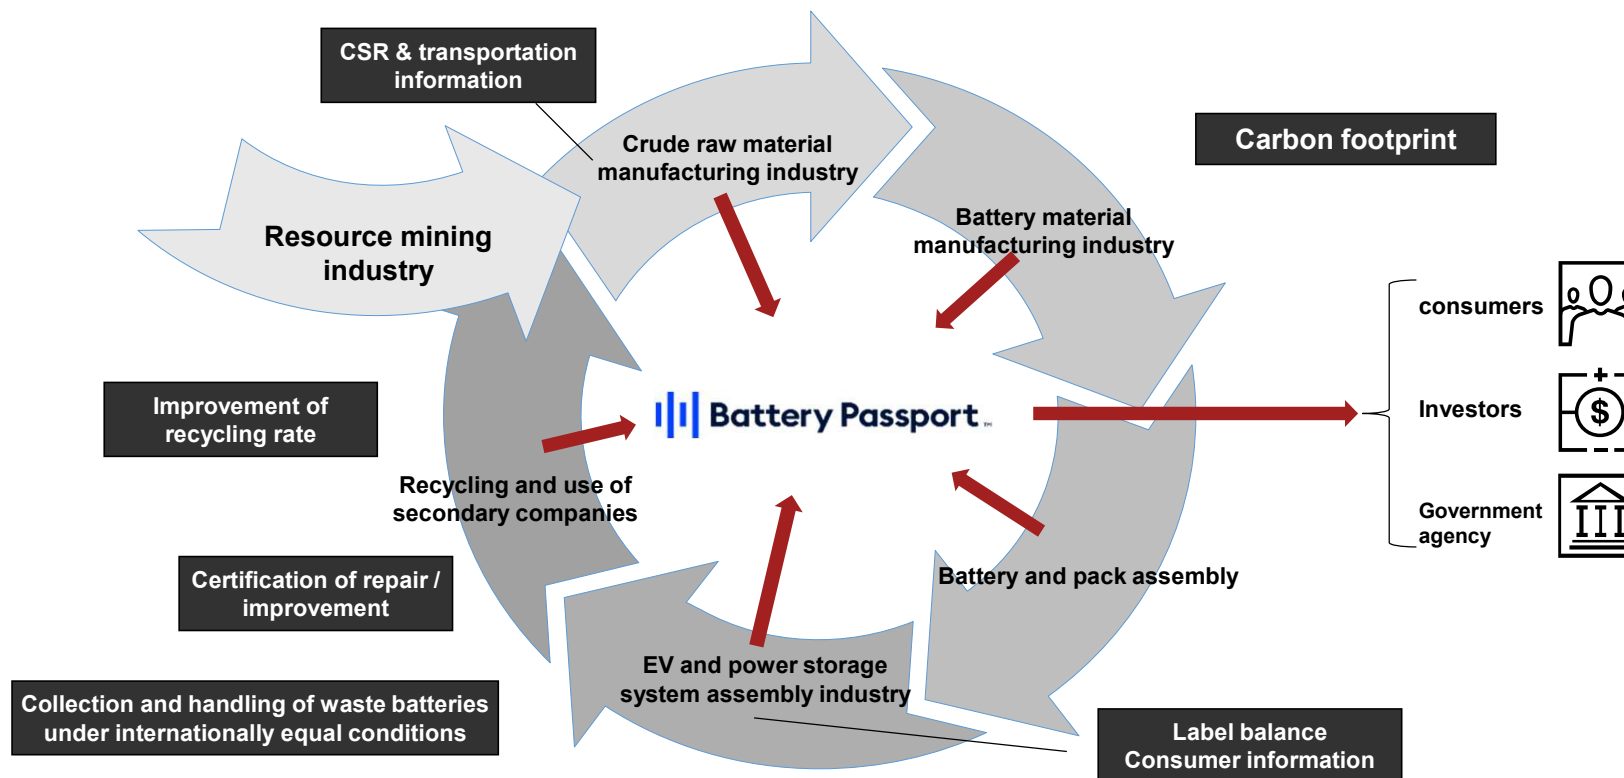 CSR & transportation
information
Crude raw material
manufacturing industry
Carbon footprint
Resource mining
industry
Battery material
manufacturing industry
consumers
Improvement of
recycling rate
Battery Passport™
Investors
$
Recycling and use of
secondary companies
Government
agency
Certification of repair /
improvement
Battery and pack assembly
EV and power storage
system assembly industry
Collection and handling of waste batteries
under internationally equal conditions
Label balance
Consumer information